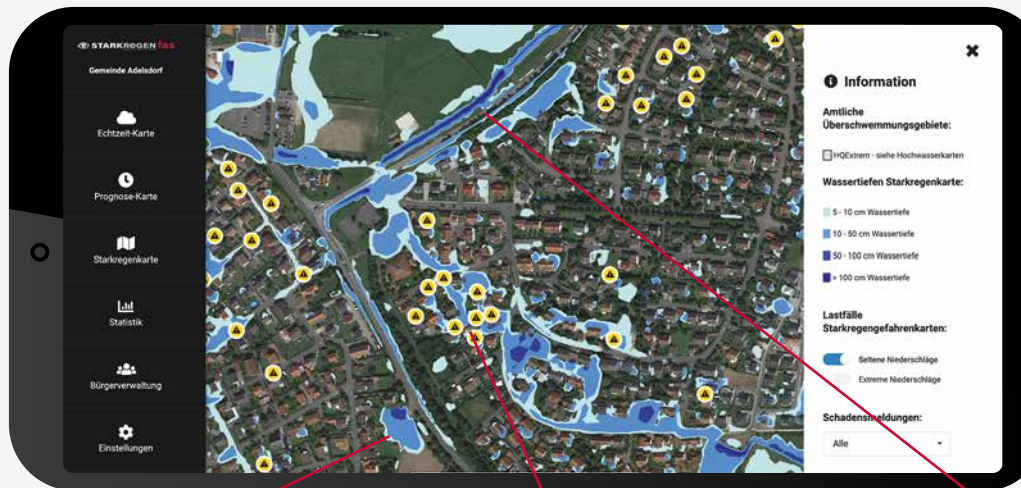 STARKREGEN fas
Gemeinde Adelsdorf
Echtzeit-Karte
Prognose-Karte
Starkregenkarte
Statistik
Bürgerverwaltung
Einstellungen
Information
Amtliche
Überschwemmungsgebiete:
HQExtrem - siehe Hochwasserkarten
Wassertiefen Starkregenkarte:
5 - 10 cm Wassertiefe
10 - 50 cm Wassertiefe
50 - 100 cm Wassertiefe
> 100 cm Wassertiefe
Lastfälle
Starkregengefahrenkarten:
Seltene Niederschläge
Extreme Niederschläge
Schadensmeldungen:
Alle